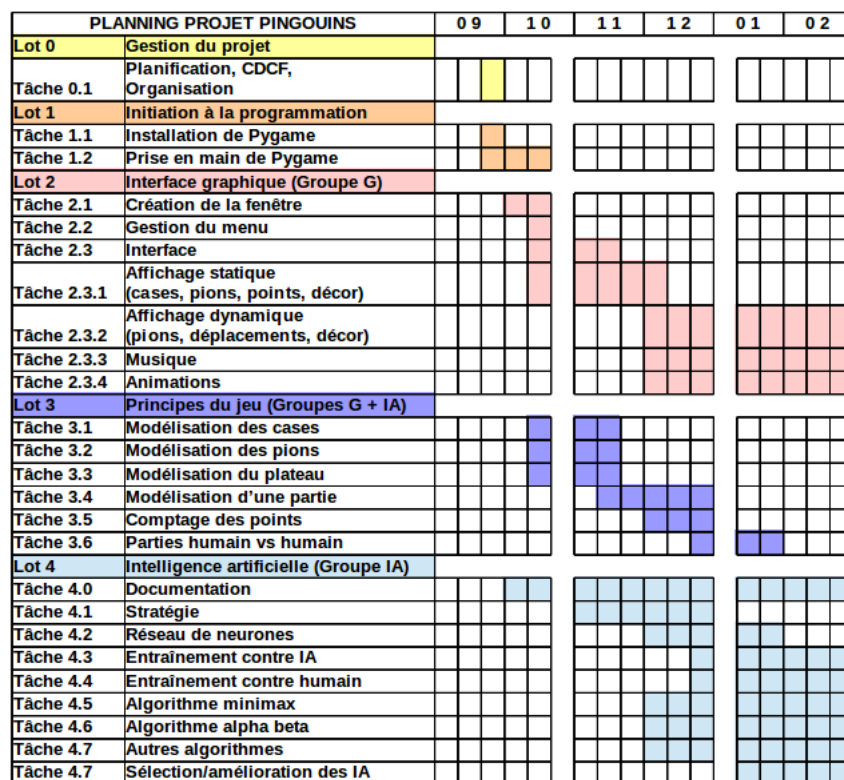 PLANNING PROJET PINGOUINS 0 9 1 0 1 1 1 2 0 1 0 2
Lot 0 Gestion du projet
Planification, CDCF,
Tâche 0.1 Organisation
Lot 1 Initiation à la programmation
Tâche 1.1 Installation de Pygame
Tâche 1.2 Prise en main de Pygame
Lot 2 Interface graphique (Groupe G)
Tâche 2.1 Création de la fenêtre
Tâche 2.2 Gestion du menu
Tâche 2.3 Interface
Affichage statique
Tâche 2.3.1 (cases, pions, points, décor)
Affichage dynamique
Tâche 2.3.2 (pions, déplacements, décor)
Tâche 2.3.3 Musique
Tâche 2.3.4 Animations
Lot 3 Principes du jeu (Groupes G + IA)
Tâche 3.1 Modélisation des cases
Tâche 3.2 Modélisation des pions
Tâche 3.3 Modélisation du plateau
Tâche 3.4 Modélisation d’une partie
Tâche 3.5 Comptage des points
Tâche 3.6 Parties humain vs humain
Lot 4 Intelligence artificielle (Groupe IA)
Tâche 4.0 Documentation
Tâche 4.1 Stratégie
Tâche 4.2 Réseau de neurones
Tâche 4.3 Entraînement contre IA
Tâche 4.4 Entraînement contre humain
Tâche 4.5 Algorithme minimax
Tâche 4.6 Algorithme alpha beta
Tâche 4.7 Autres algorithmes
Tâche 4.7 Sélection/amélioration des IA